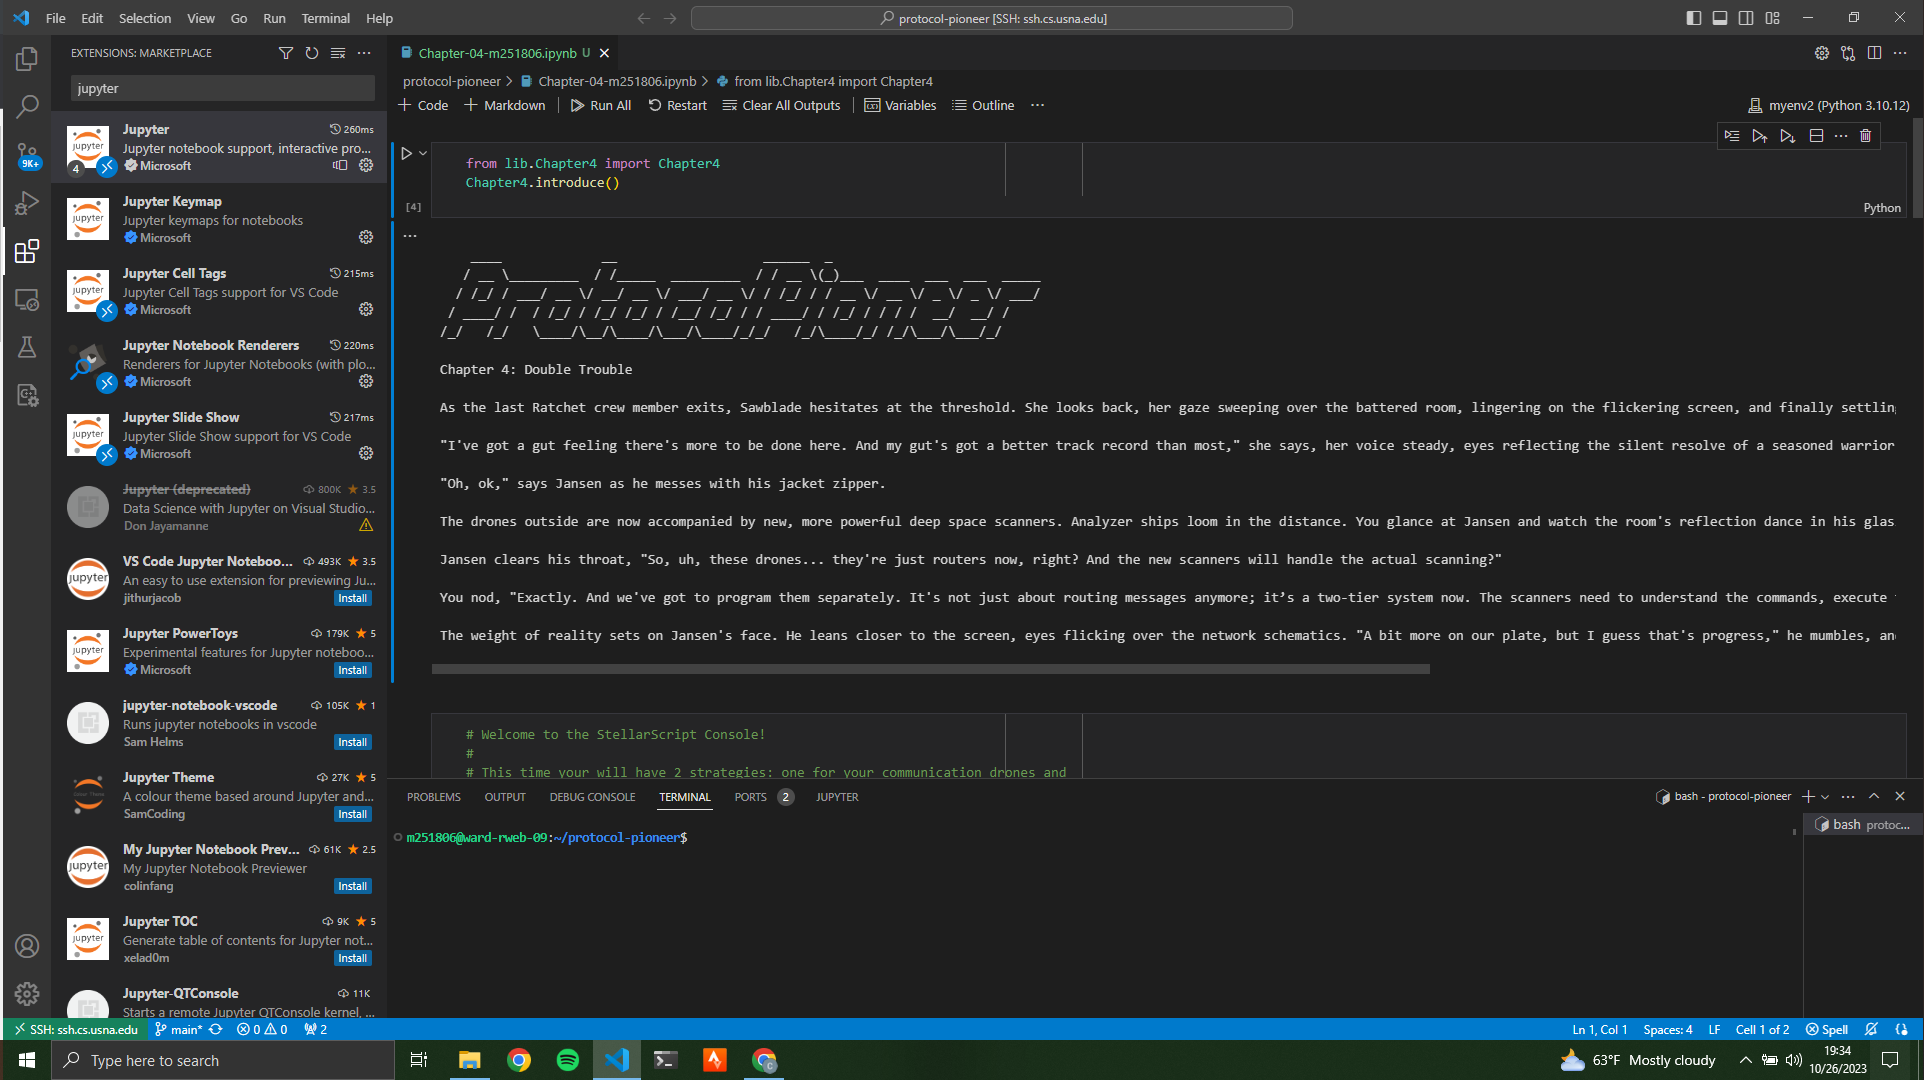 File Edit Selection View Go Run Terminal Help
protocol-pioneer [SSH: ssh.cs.usna.edu]
EXTENSIONS: MARKETPLACE
jupyter
Jupyter 260ms
Jupyter notebook support, interactive pro...
Microsoft
4
9K+
Jupyter Keymap
Jupyter keymaps for notebooks
Microsoft
Jupyter Cell Tags 215ms
Jupyter Cell Tags support for VS Code
Microsoft
Jupyter Notebook Renderers 220ms
Renderers for Jupyter Notebooks (with plo...
Microsoft
Jupyter Slide Show 217ms
Jupyter Slide Show support for VS Code
Microsoft
Jupyter (deprecated) 800K 3.5
Data Science with Jupyter on Visual Studio...
Don Jayamanne
VS Code Jupyter Noteboo... 493K 3.5
An easy to use extension for previewing Ju...
jithurjacob Install
Jupyter PowerToys 179K 5
Experimental features for Jupyter noteboo...
Microsoft Install
jupyter-notebook-vscode 105K 1
Runs jupyter notebooks in vscode
Sam Helms Install
Jupyter Theme 27K 5
A colour theme based around Jupyter and...
SamCoding Install
My Jupyter Notebook Prev... 61K 2.5
My Jupyter Notebook Previewer
colinfang Install
Jupyter TOC 9K 5
Generate table of contents for Jupyter not...
xelad0m Install
Jupyter-QTConsole 11K
Starts a remote Jupyter QTConsole kernel, ...
Chapter-04-m251806.ipynb U
protocol-pioneer > Chapter-04-m251806.ipynb > from lib.Chapter4 import Chapter4
+ Code + Markdown Run All Restart Clear All Outputs Variables Outline ...
myenv2 (Python 3.10.12)
from lib.Chapter4 import Chapter4
Chapter4.introduce()
[4]
Python
...
Protocol Pioneer
Chapter 4: Double Trouble
As the last Ratchet crew member exits, Sawblade hesitates at the threshold. She looks back, her gaze sweeping over the battered room, lingering on the flickering screen, and finally settlin
"I've got a gut feeling there's more to be done here. And my gut's got a better track record than most," she says, her voice steady, eyes reflecting the silent resolve of a seasoned warrior
"Oh, ok," says Jansen as he messes with his jacket zipper.
The drones outside are now accompanied by new, more powerful deep space scanners. Analyzer ships loom in the distance. You glance at Jansen and watch the room's reflection dance in his glas
Jansen clears his throat, "So, uh, these drones... they're just routers now, right? And the new scanners will handle the actual scanning?"
You nod, "Exactly. And we've got to program them separately. It's not just about routing messages anymore; it’s a two-tier system now. The scanners need to understand the commands, execute
The weight of reality sets on Jansen's face. He leans closer to the screen, eyes flicking over the network schematics. "A bit more on our plate, but I guess that's progress," he mumbles, an
# Welcome to the StellarScript Console!
#
# This time your will have 2 strategies: one for your communication drones and
PROBLEMS OUTPUT DEBUG CONSOLE TERMINAL PORTS 2 JUPYTER
bash - protocol-pioneer
m251806@ward-rweb-09:~/protocol-pioneer$
bash protoc...
SSH: ssh.cs.usna.edu main* 0 0 2
Ln 1, Col 1 Spaces: 4 LF Cell 1 of 2 Spell
Type here to search
63°F Mostly cloudy
19:34
10/26/2023